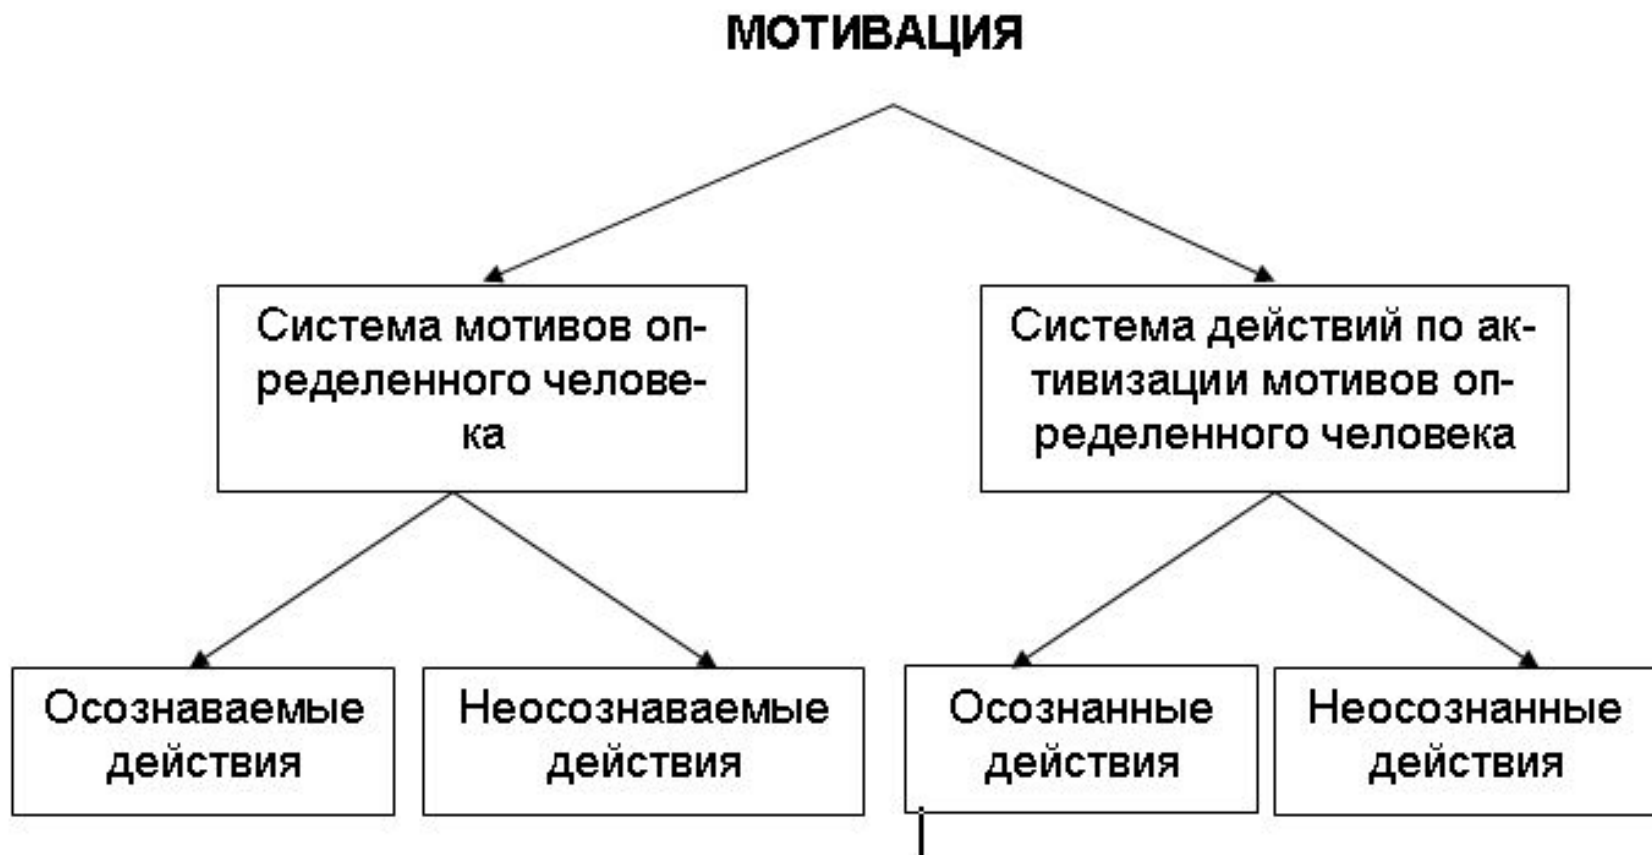 МОТИВАЦИЯ
Система мотивов оп-
ределенного челове-
ка
Система действий по ак-
тивизации мотивов оп-
ределенного человека
Осознаваемые
действия
Неосознаваемые
действия
Осознанные
действия
Неосознанные
действия